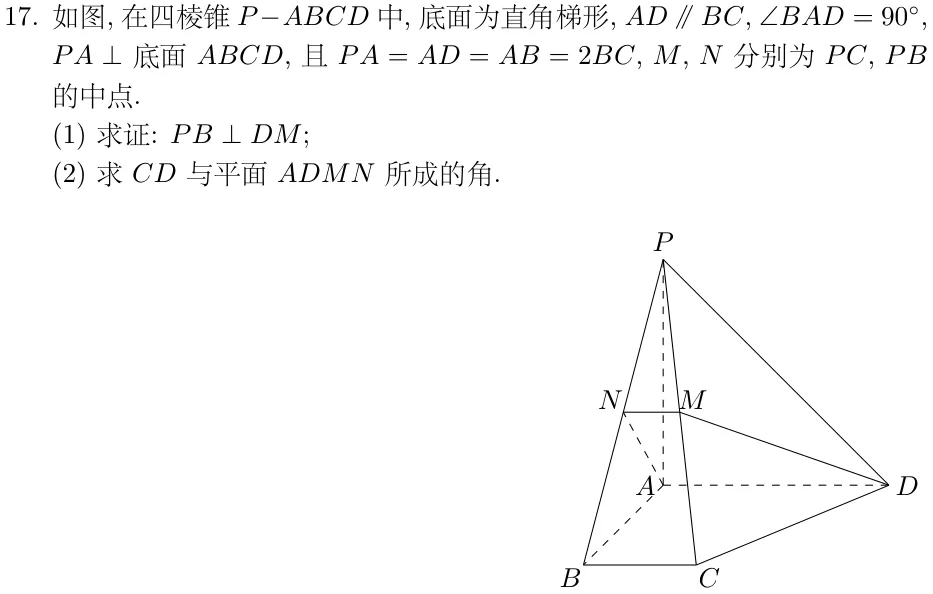 17. 如图, 在四棱锥 P−ABCD 中, 底面为直角梯形, AD ∥ BC, ∠BAD = 90°,
PA ⊥ 底面 ABCD, 且 PA = AD = AB = 2BC, M, N 分别为 PC, PB
的中点.
(1) 求证: PB ⊥ DM;
(2) 求 CD 与平面 ADMN 所成的角.
P
N M
A D
B C